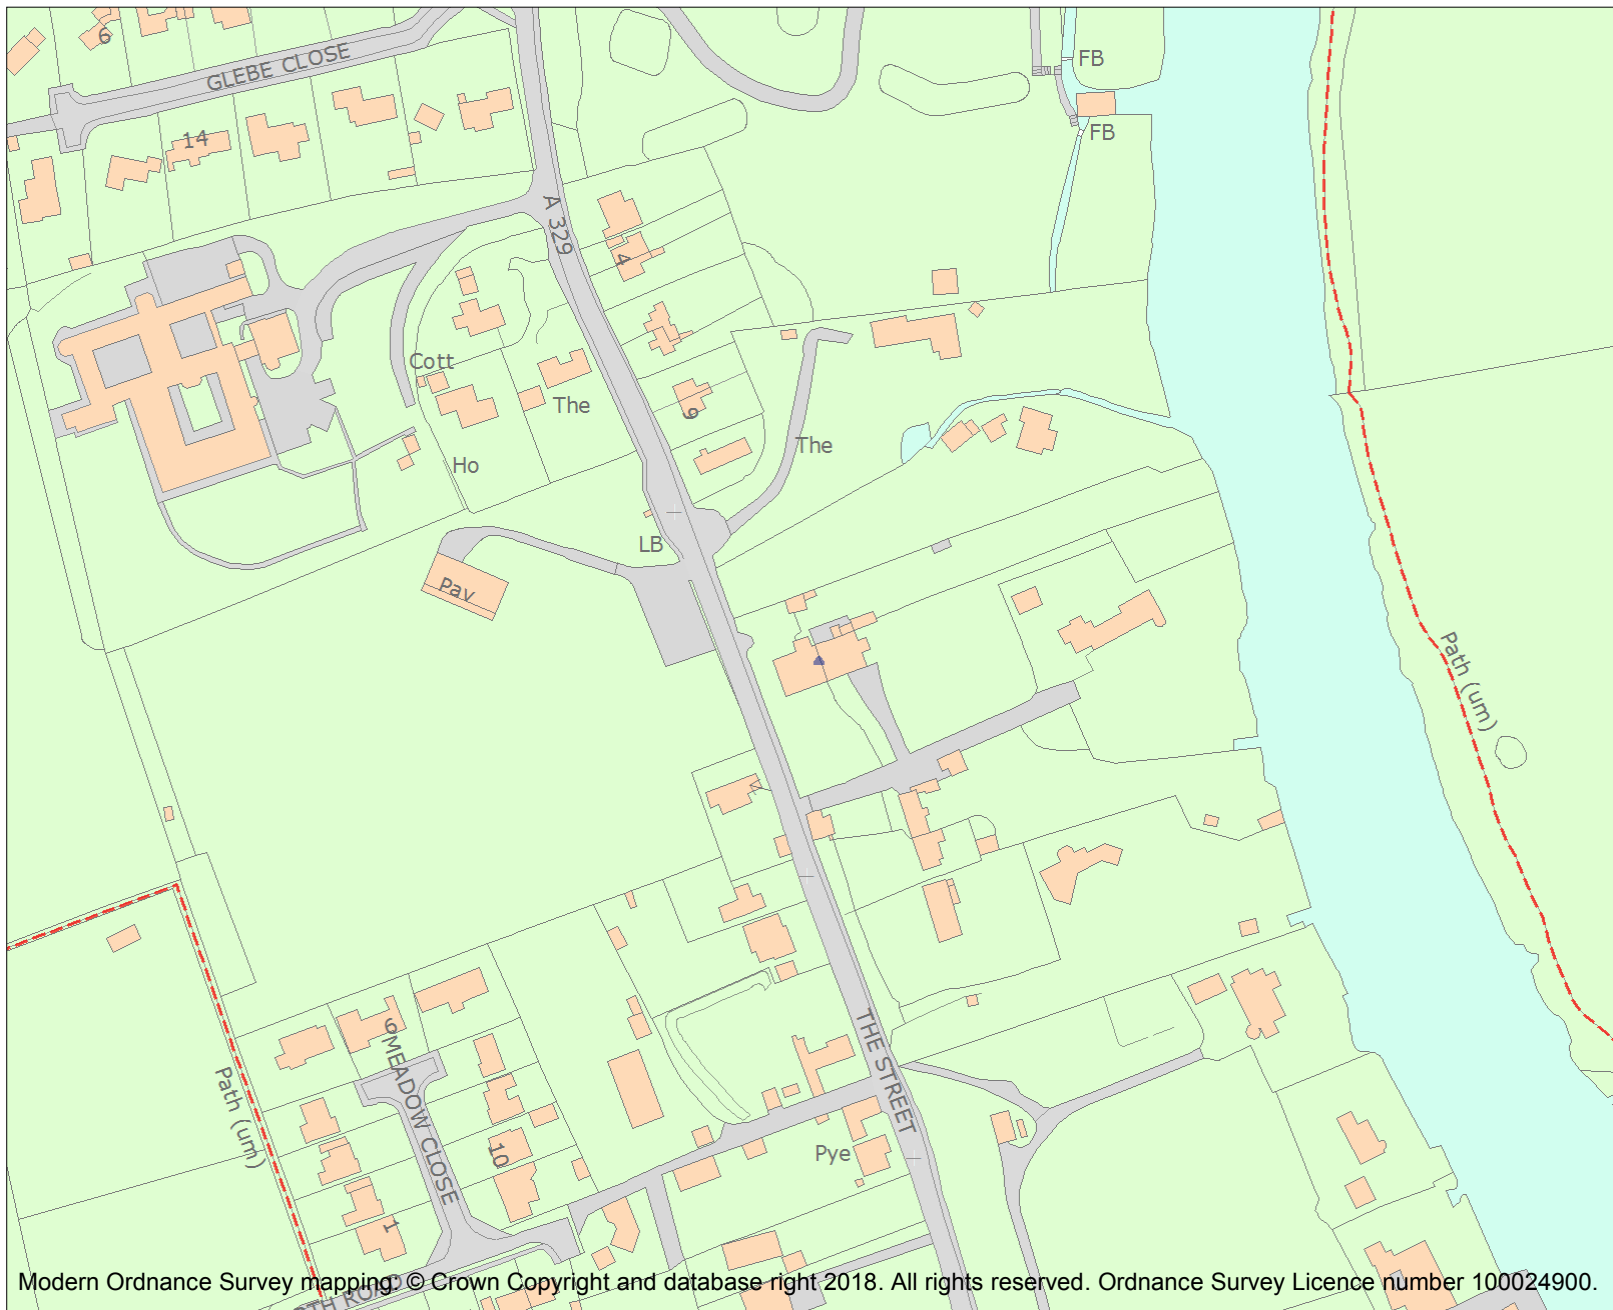 6
GLEBE CLOSE
FB
FB
14
A 329
4
Cott
The
9
The
Ho
LB
Pav
Path (um)
6
MEADOW CLOSE
THE STREET
Path (um)
10
Pye
1
ROAD
Modern Ordnance Survey mapping: © Crown Copyright and database right 2018. All rights reserved. Ordnance Survey Licence number 100024900.